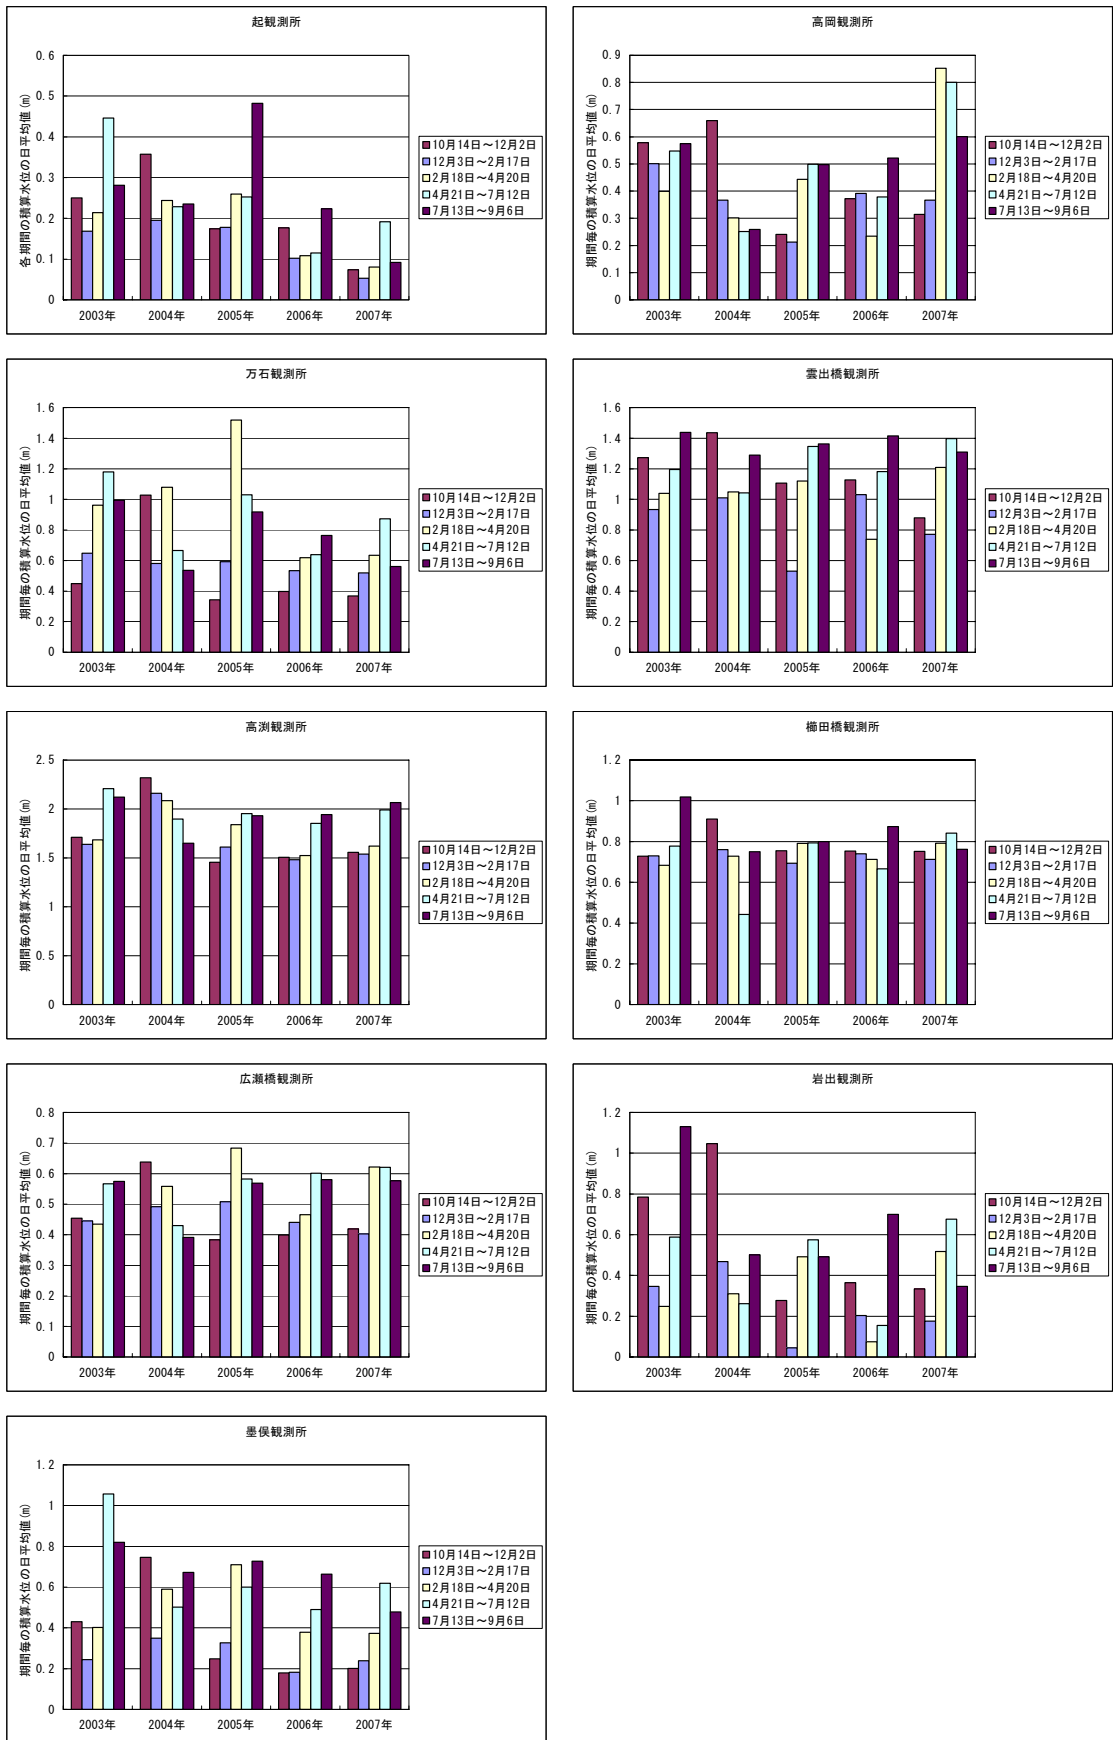 起観測所
各期間の積算水位の日平均値(m)
0.6
0.5
0.4
0.3
0.2
0.1
0
2003年 2004年 2005年 2006年 2007年
10月14日～12月2日
12月3日～2月17日
2月18日～4月20日
4月21日～7月12日
7月13日～9月6日
高岡観測所
期間毎の積算水位の日平均値(m)
0.9
0.8
0.7
0.6
0.5
0.4
0.3
0.2
0.1
0
2003年 2004年 2005年 2006年 2007年
10月14日～12月2日
12月3日～2月17日
2月18日～4月20日
4月21日～7月12日
7月13日～9月6日
万石観測所
期間毎の積算水位の日平均値(m)
1.6
1.4
1.2
1
0.8
0.6
0.4
0.2
0
2003年 2004年 2005年 2006年 2007年
10月14日～12月2日
12月3日～2月17日
2月18日～4月20日
4月21日～7月12日
7月13日～9月6日
雲出橋観測所
期間毎の積算水位の日平均値(m)
1.6
1.4
1.2
1
0.8
0.6
0.4
0.2
0
2003年 2004年 2005年 2006年 2007年
10月14日～12月2日
12月3日～2月17日
2月18日～4月20日
4月21日～7月12日
7月13日～9月6日
高渕観測所
期間毎の積算水位の日平均値(m)
2.5
2
1.5
1
0.5
0
2003年 2004年 2005年 2006年 2007年
10月14日～12月2日
12月3日～2月17日
2月18日～4月20日
4月21日～7月12日
7月13日～9月6日
櫛田橋観測所
期間毎の積算水位の日平均値(m)
1.2
1
0.8
0.6
0.4
0.2
0
2003年 2004年 2005年 2006年 2007年
10月14日～12月2日
12月3日～2月17日
2月18日～4月20日
4月21日～7月12日
7月13日～9月6日
広瀬橋観測所
期間毎の積算水位の日平均値(m)
0.8
0.7
0.6
0.5
0.4
0.3
0.2
0.1
0
2003年 2004年 2005年 2006年 2007年
10月14日～12月2日
12月3日～2月17日
2月18日～4月20日
4月21日～7月12日
7月13日～9月6日
岩出観測所
期間毎の積算水位の日平均値(m)
1.2
1
0.8
0.6
0.4
0.2
0
2003年 2004年 2005年 2006年 2007年
10月14日～12月2日
12月3日～2月17日
2月18日～4月20日
4月21日～7月12日
7月13日～9月6日
墨俣観測所
期間毎の積算水位の日平均値(m)
1.2
1
0.8
0.6
0.4
0.2
0
2003年 2004年 2005年 2006年 2007年
10月14日～12月2日
12月3日～2月17日
2月18日～4月20日
4月21日～7月12日
7月13日～9月6日